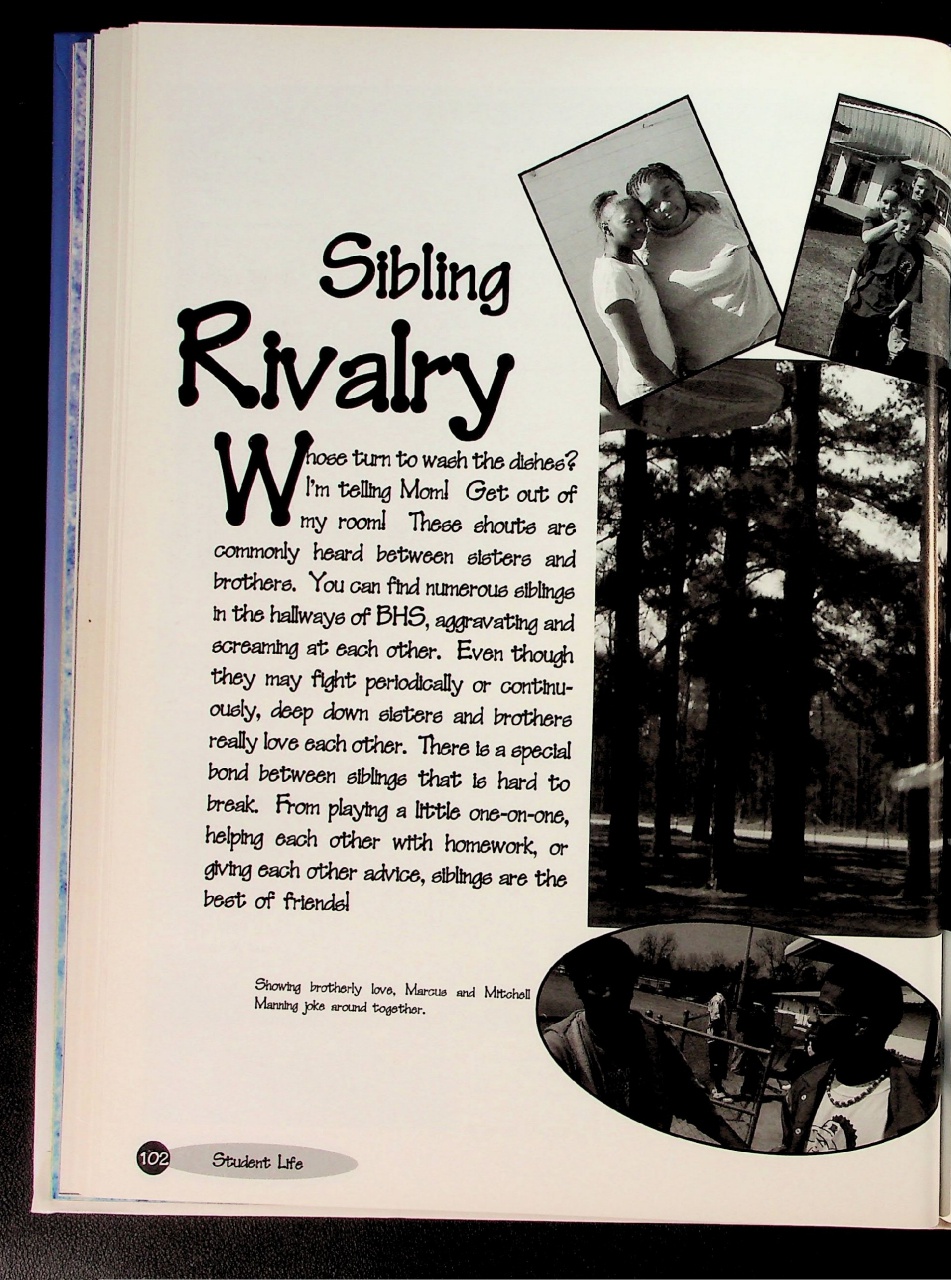 Sibling
Rivalry
Whose turn to wash the dishes?
I'm telling Mom! Get out of
my room! These shouts are
commonly heard between sisters and
brothers. You can find numerous siblings
in the hallways of BHS, aggravating and
screaming at each other. Even though
they may fight periodically or continu-
ously, deep down sisters and brothers
really love each other. There is a special
bond between siblings that is hard to
break. From playing a little one-on-one,
helping each other with homework, or
giving each other advice, siblings are the
best of friends!
Showing brotherly love, Marcus and Mitchell
Manning joke around together.
102 Student Life